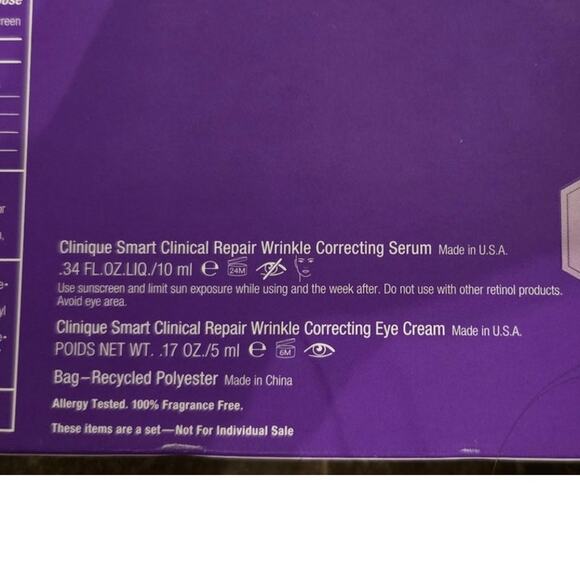 Clinique Smart Clinical Repair Wrinkle Correcting Serum Made in U.S.A.
.34 FL.OZ.LIQ./10 ml ℮ 24M
Use sunscreen and limit sun exposure while using and the week after. Do not use with other retinol products.
Avoid eye area.
Clinique Smart Clinical Repair Wrinkle Correcting Eye Cream Made in U.S.A.
POIDS NET WT. .17 OZ./5 ml ℮ 6M
Bag–Recycled Polyester Made in China
Allergy Tested. 100% Fragrance Free.
These items are a set—Not For Individual Sale